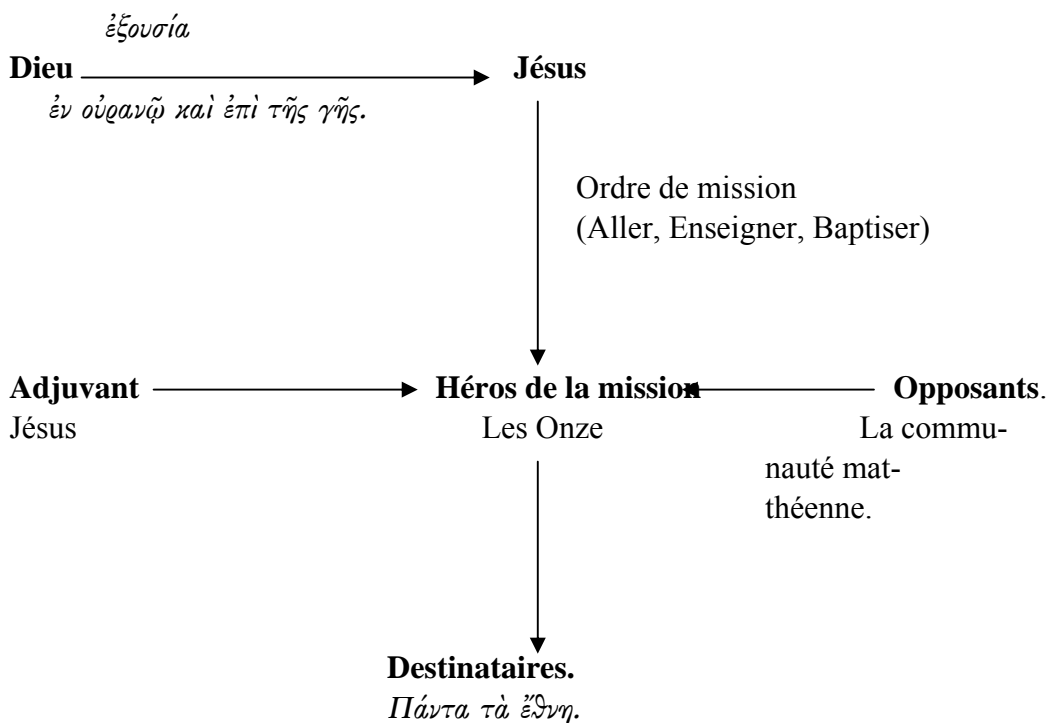 ἐξουσία
Dieu Jésus
ἐν οὐρανῷ καὶ ἐπὶ τῆς γῆς.
Ordre de mission
(Aller, Enseigner, Baptiser)
Adjuvant Héros de la mission Opposants.
Jésus Les Onze La commu-
nauté mat-
théenne.
Destinataires.
Πάντα τὰ ἔθνη.